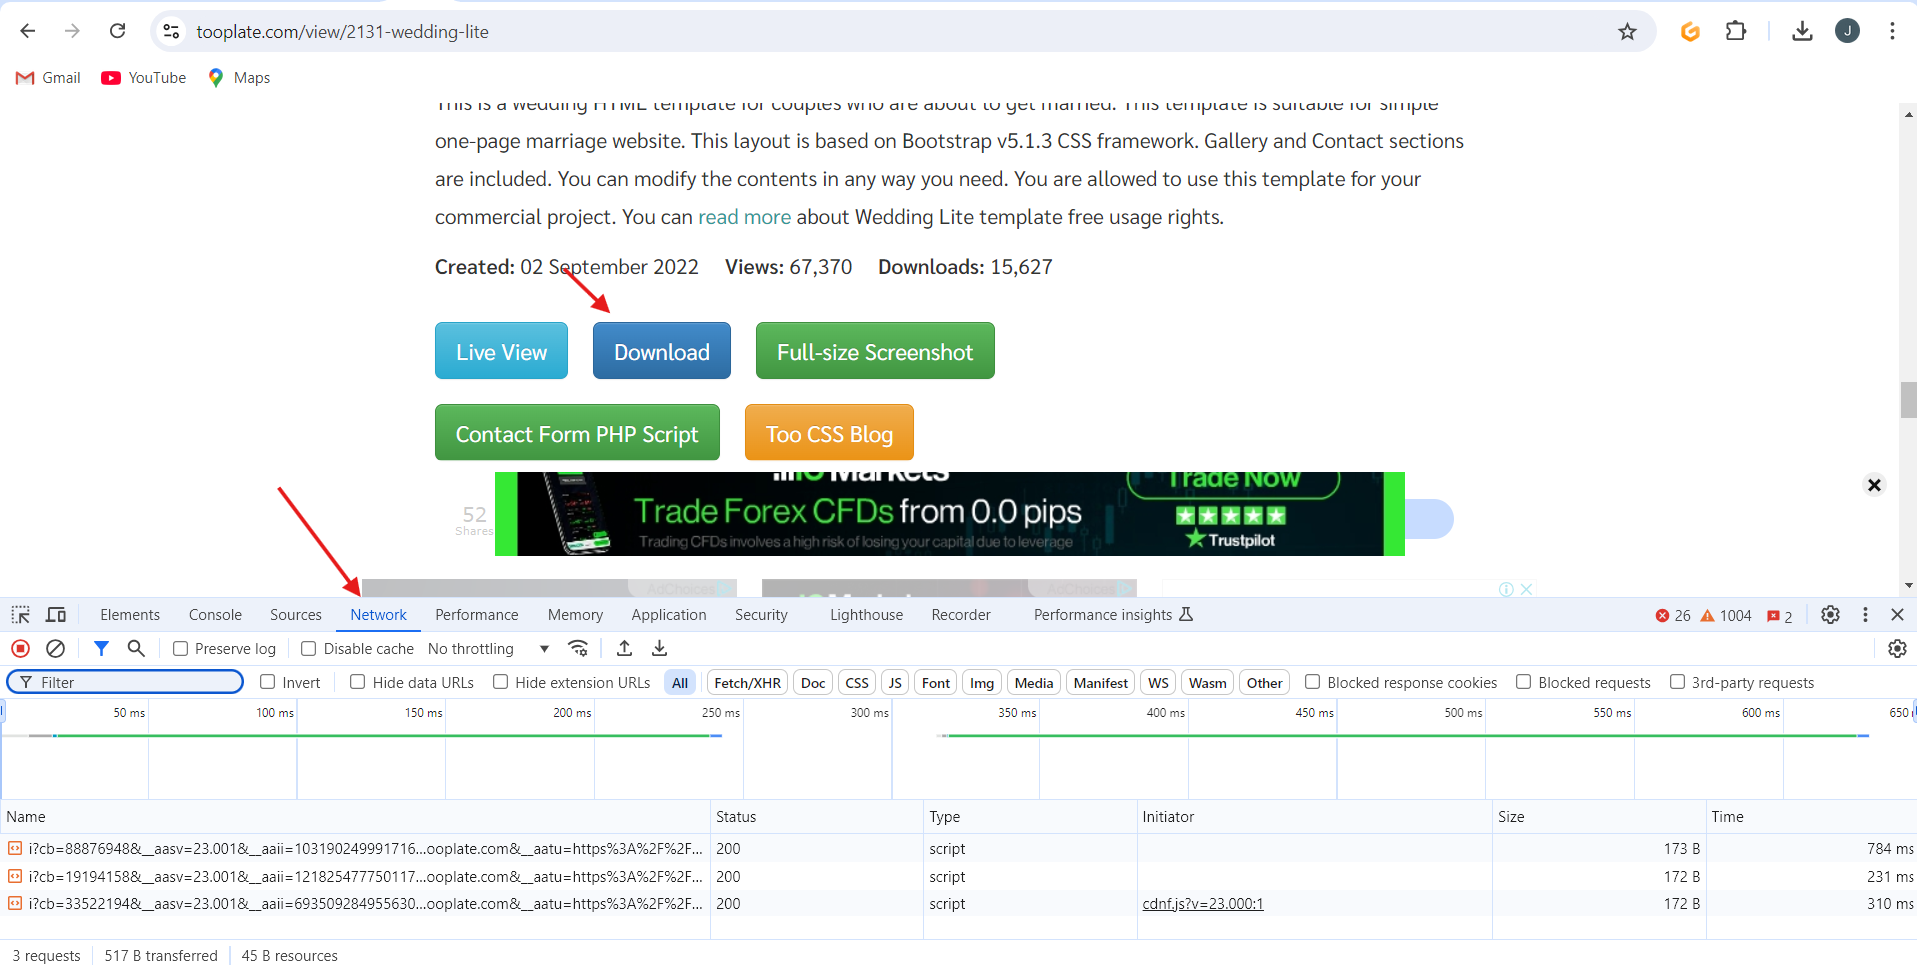 tooplate.com/view/2131-wedding-lite
J
Gmail YouTube Maps
This is a wedding HTML template for couples who are about to get married. This template is suitable for simple
one-page marriage website. This layout is based on Bootstrap v5.1.3 CSS framework. Gallery and Contact sections
are included. You can modify the contents in any way you need. You are allowed to use this template for your
commercial project. You can read more about Wedding Lite template free usage rights.
Created: 02 September 2022 Views: 67,370 Downloads: 15,627
Live View Download Full-size Screenshot
Contact Form PHP Script Too CSS Blog
52
Shares
Markets
Trade Now
Trade Forex CFDs from 0.0 pips
Trading CFDs involves a high risk of losing your capital due to leverage
Trustpilot
AdChoices AdChoices
Elements Console Sources Network Performance Memory Application Security Lighthouse Recorder Performance insights 26 1004 2
Preserve log Disable cache No throttling
Filter Invert Hide data URLs Hide extension URLs All Fetch/XHR Doc CSS JS Font Img Media Manifest WS Wasm Other Blocked response cookies Blocked requests 3rd-party requests
50 ms 100 ms 150 ms 200 ms 250 ms 300 ms 350 ms 400 ms 450 ms 500 ms 550 ms 600 ms 650
Name Status Type Initiator Size Time
i?cb=88876948&__aasv=23.001&__aaii=103190249991716...ooplate.com&__aatu=https%3A%2F%2F... 200 script 173 B 784 ms
i?cb=19194158&__aasv=23.001&__aaii=121825477750117...ooplate.com&__aatu=https%3A%2F%2F... 200 script 172 B 231 ms
i?cb=33522194&__aasv=23.001&__aaii=693509284955630...ooplate.com&__aatu=https%3A%2F%2F... 200 script cdnf.js?v=23.000:1 172 B 310 ms
3 requests 517 B transferred 45 B resources